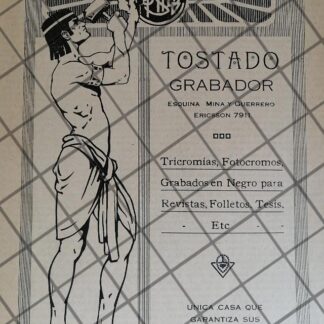 TOSTADO
GRABADOR
ESQUINA MINA Y GUERRERO
ERICSSON 7911
Tricromías, Fotocromos,
Grabados en Negro para
Revistas, Folletos, Tesis,
- Etc - -
UNICA CASA QUE
GARANTIZA SUS